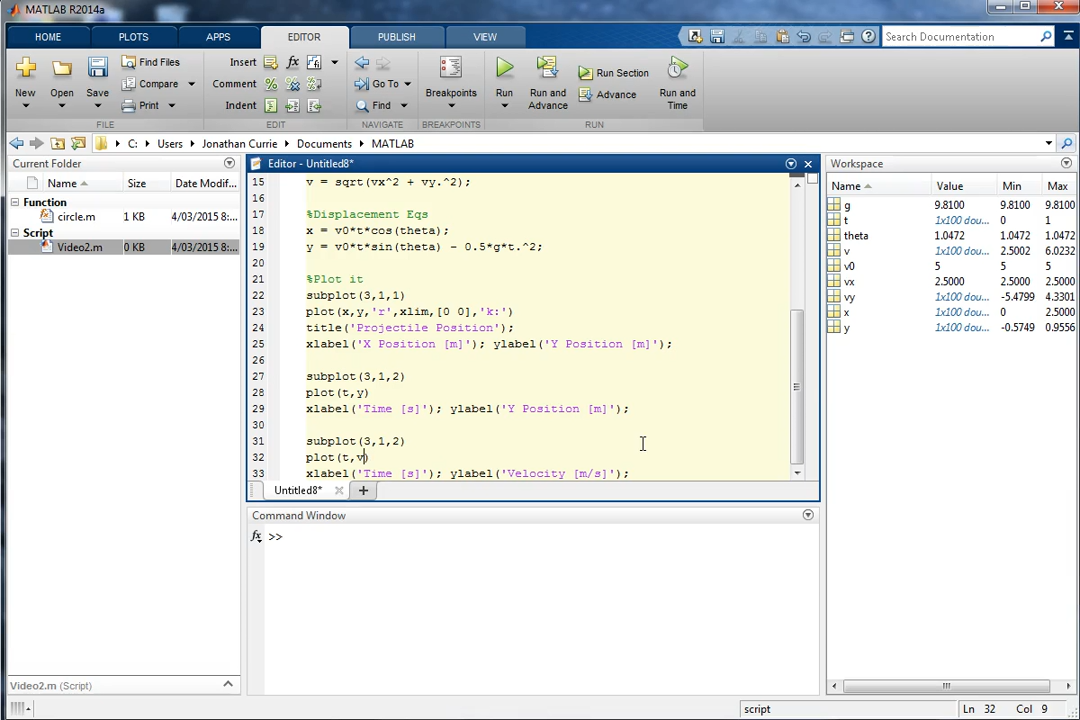 MATLAB R2014a
HOME PLOTS APPS EDITOR PUBLISH VIEW Search Documentation
New Open Save Find Files Compare Print
Insert fx Comment Indent
Go To Find
Breakpoints Run Run and Advance Run Section Advance Run and Time
FILE EDIT NAVIGATE BREAKPOINTS RUN
C: Users Jonathan Currie Documents MATLAB
Current Folder
Name Size Date Modif...
Function
circle.m 1 KB 4/03/2015 8:...
Script
Video2.m 0 KB 4/03/2015 8:...
Video2.m (Script)
Editor - Untitled8*
15 v = sqrt(vx^2 + vy.^2);
16
17 %Displacement Eqs
18 x = v0*t*cos(theta);
19 y = v0*t*sin(theta) - 0.5*g*t.^2;
20
21 %Plot it
22 subplot(3,1,1)
23 plot(x,y,'r',xlim,[0 0],'k:')
24 title('Projectile Position');
25 xlabel('X Position [m]'); ylabel('Y Position [m]');
26
27 subplot(3,1,2)
28 plot(t,y)
29 xlabel('Time [s]'); ylabel('Y Position [m]');
30
31 subplot(3,1,2)
32 plot(t,v)
33 xlabel('Time [s]'); ylabel('Velocity [m/s]');
Untitled8*
Command Window
fx >>
Workspace
Name Value Min Max
g 9.8100 9.8100 9.8100
t 1x100 dou... 0 1
theta 1.0472 1.0472 1.0472
v 1x100 dou... 2.5002 6.0232
v0 5 5 5
vx 2.5000 2.5000 2.5000
vy 1x100 dou... -5.4799 4.3301
x 1x100 dou... 0 2.5000
y 1x100 dou... -0.5749 0.9556
script Ln 32 Col 9